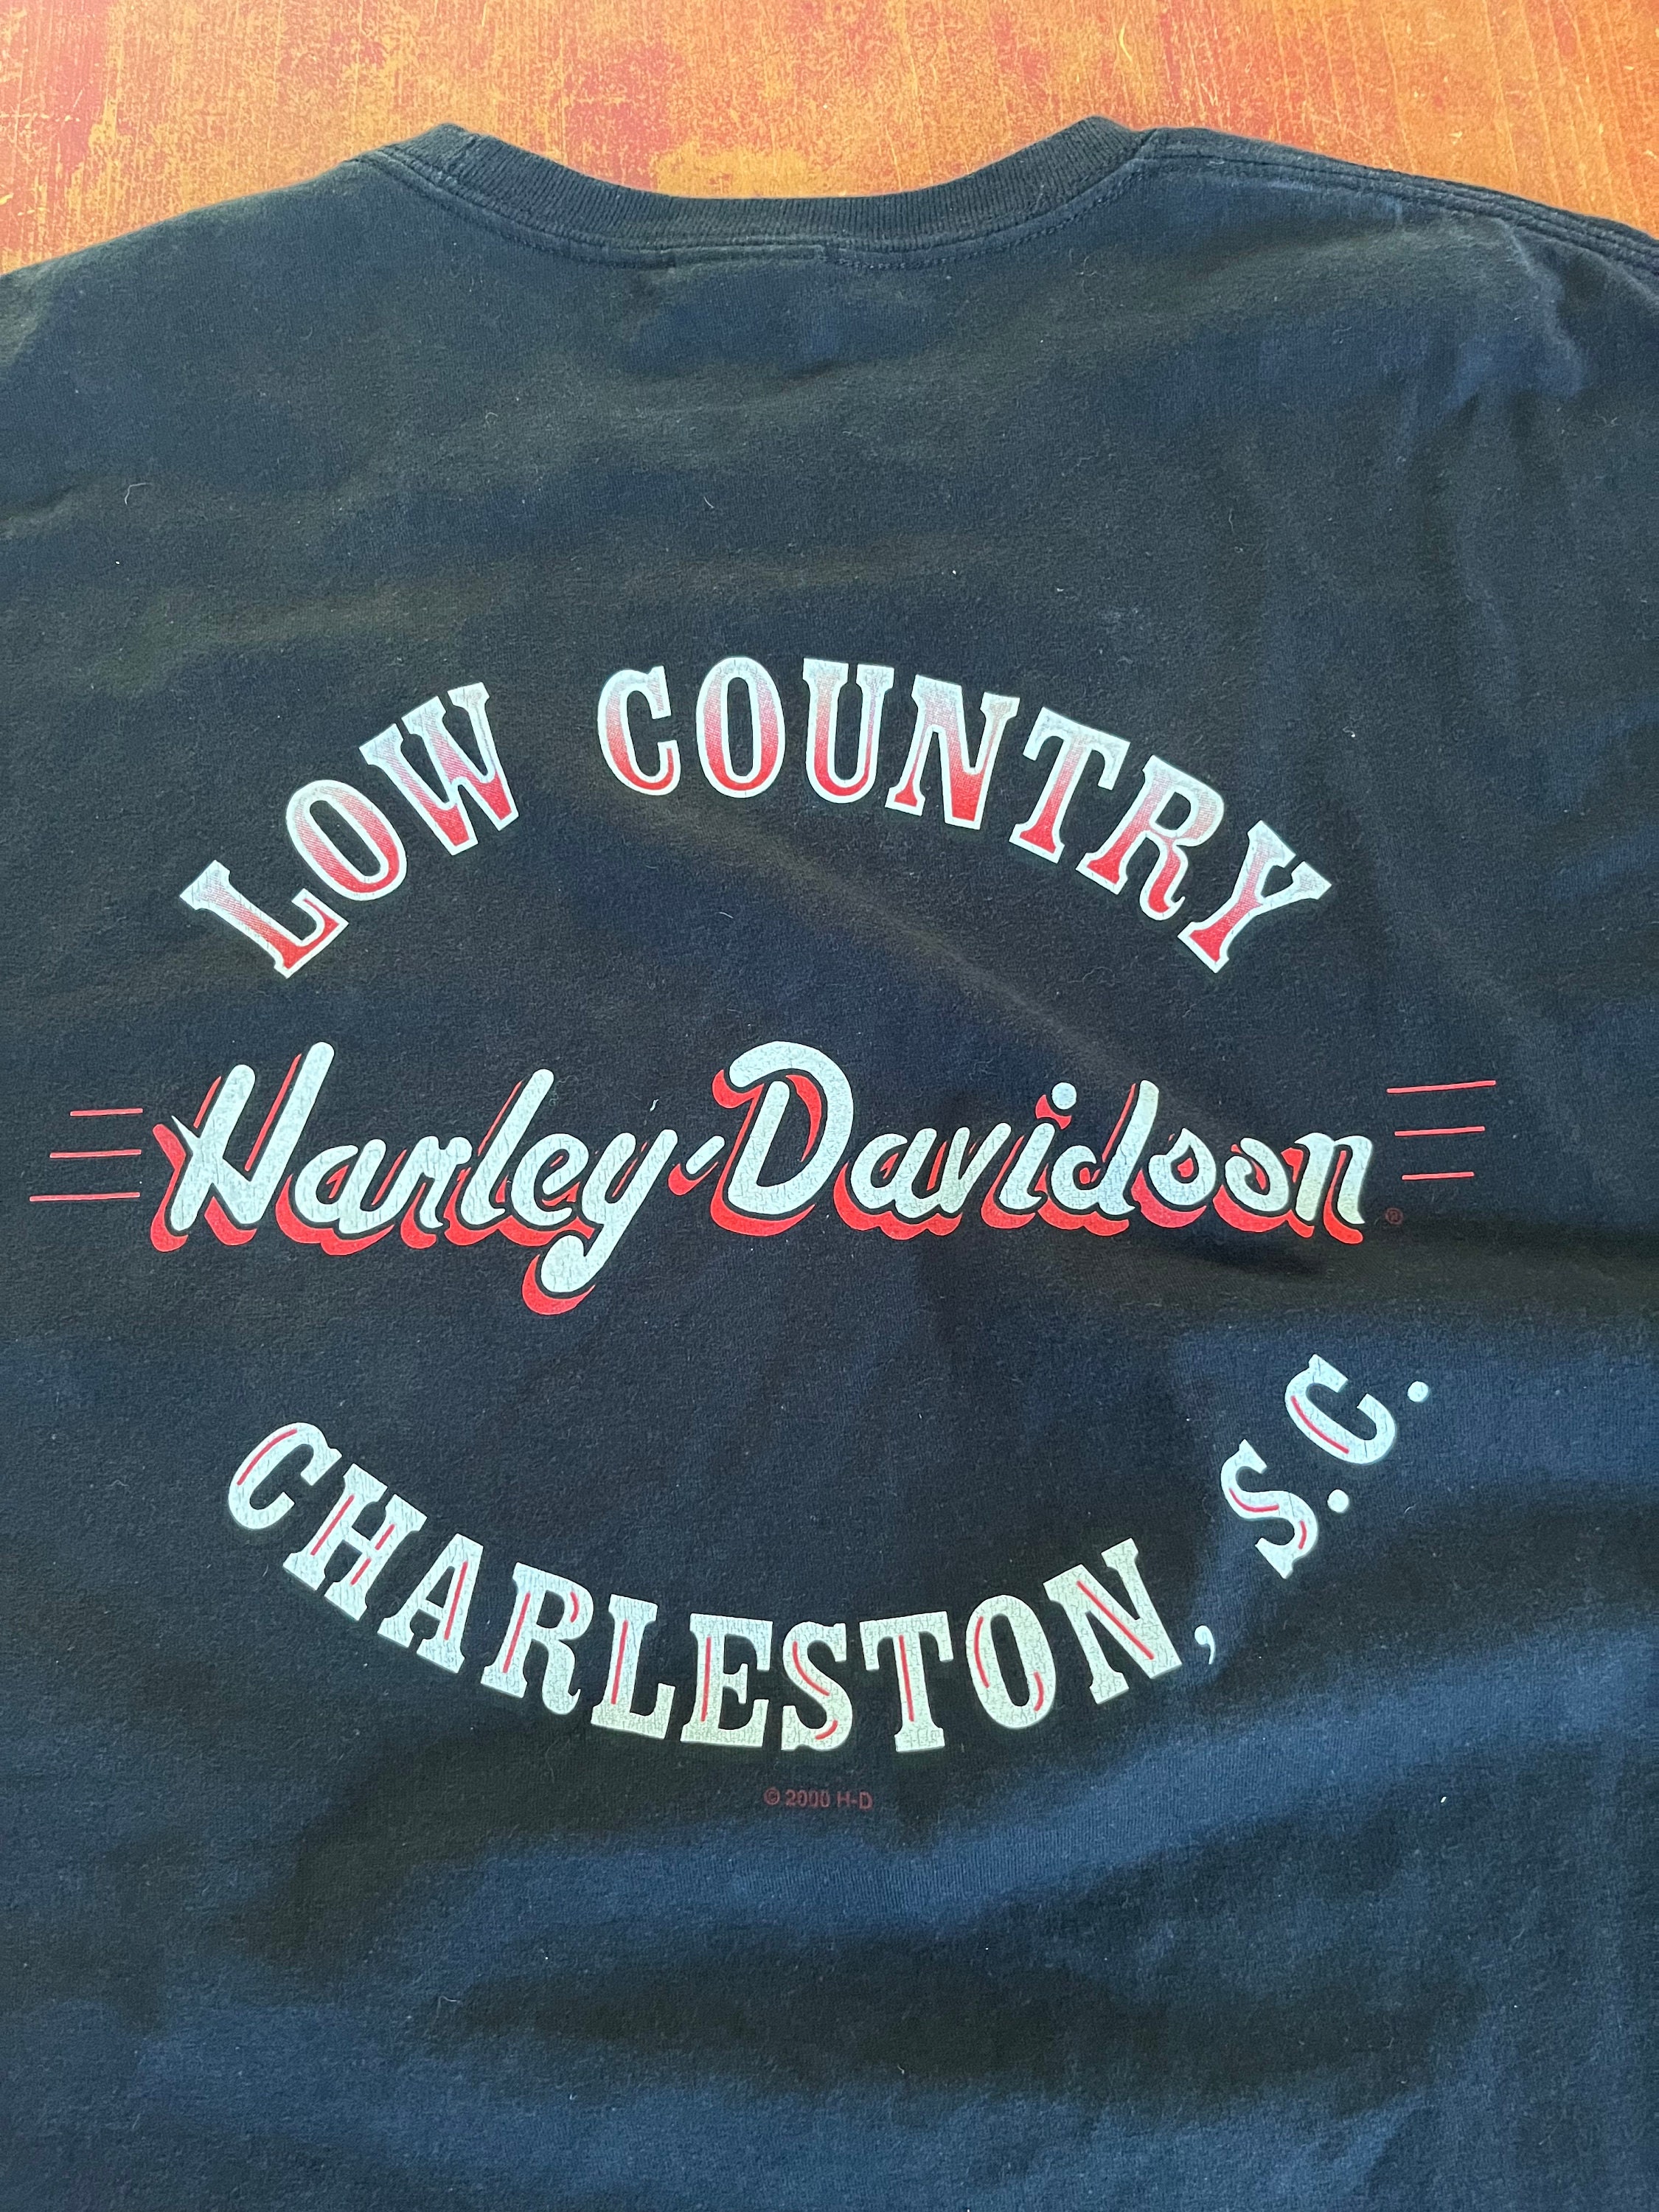 LOW COUNTRY
Harley-Davidson ®
CHARLESTON, S.C.
© 2000 H-D